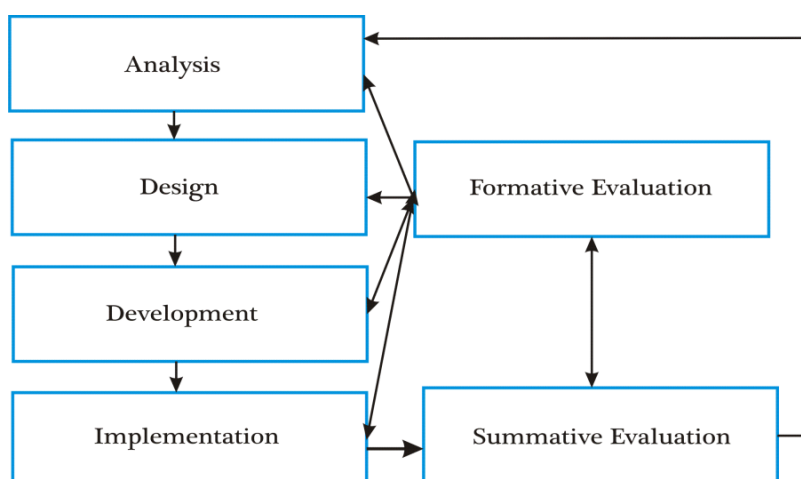 Analysis
Design
Formative Evaluation
Development
Implementation
Summative Evaluation